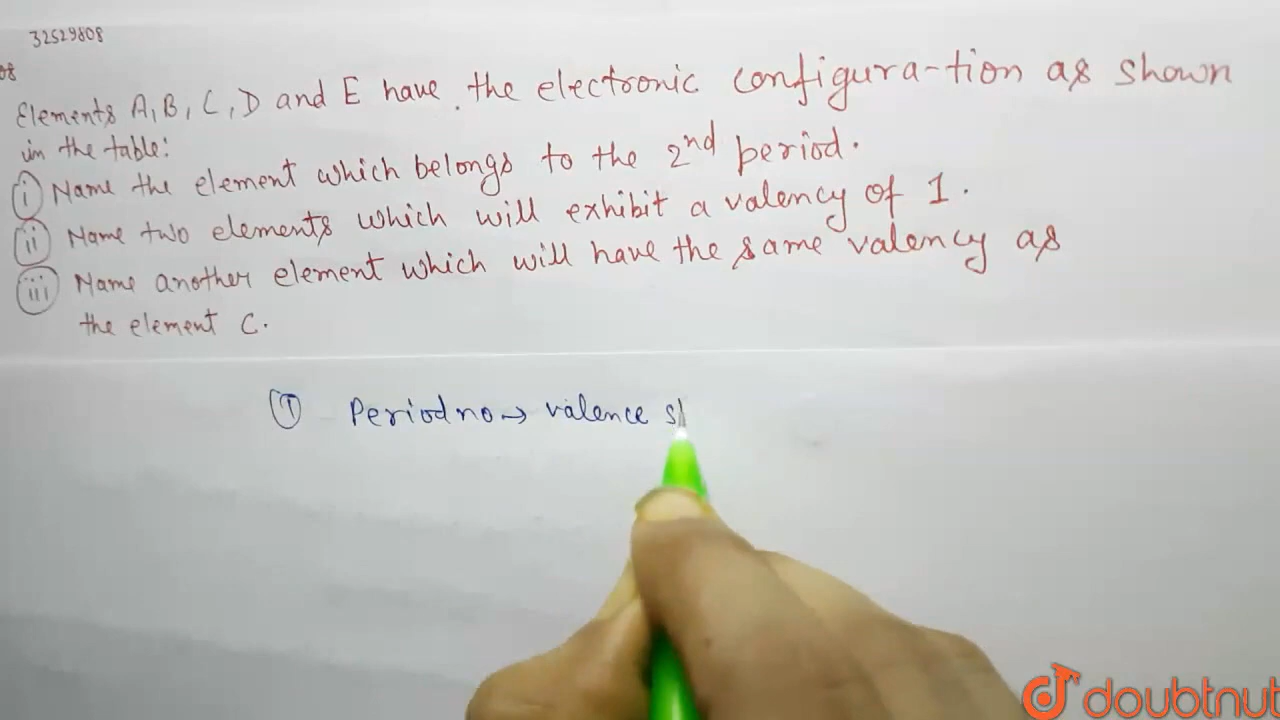 32529808
08
Elements A, B, C, D and E have the electronic configura-tion as shown
in the table:
(i) Name the element which belongs to the 2nd period.
(ii) Name two elements which will exhibit a valency of 1.
(iii) Name another element which will have the same valency as
the element C.
(I) Period no → valence sh
doubtnut